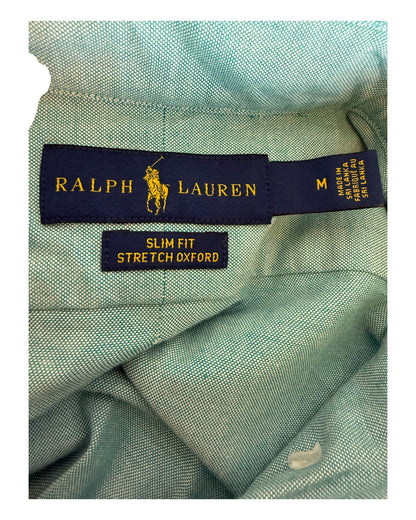 RALPH LAUREN
M
MADE IN
SRI LANKA
FABRIQUÉ AU
SRI LANKA
SLIM FIT
STRETCH OXFORD